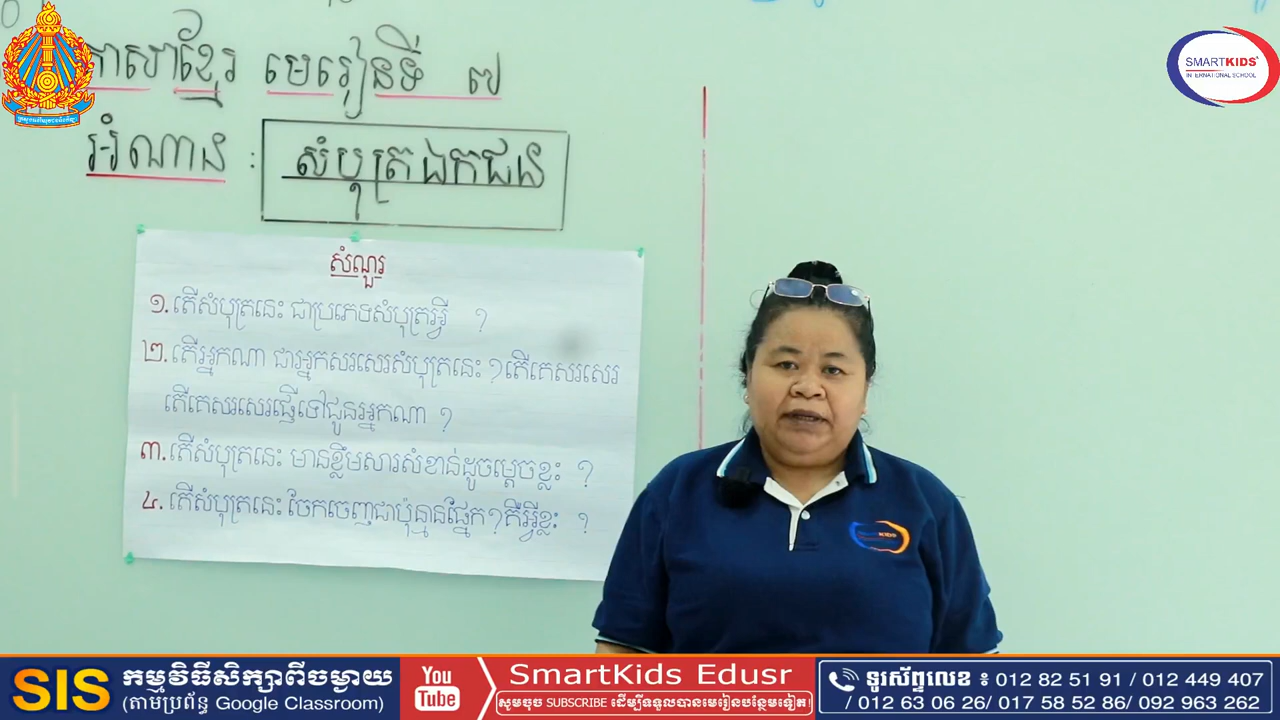 ភាសាខ្មែរ មេរៀនទី ៧
អំណាន : សំបុត្រឯកជន
SMARTKIDS
INTERNATIONAL SCHOOL
សំណួរ
១. តើសំបុត្រនេះ ជាប្រភេទសំបុត្រអ្វី ?
២. តើអ្នកណា ជាអ្នកសរសេរសំបុត្រនេះ ? តើគេសរសេរ
តើគេសរសេរផ្ញើទៅជូនអ្នកណា ?
៣. តើសំបុត្រនេះ មានខ្លឹមសារសំខាន់ដូចម្ដេចខ្លះ ?
៤. តើសំបុត្រនេះ ចែកចេញជាប៉ុន្មានផ្នែក ? គឺអ្វីខ្លះ ?
SIS កម្មវិធីសិក្សាពីចម្ងាយ
(តាមប្រព័ន្ធ Google Classroom)
You Tube
SmartKids Edusr
សូមចុច SUBSCRIBE ដើម្បីទទួលបានមេរៀនបន្ថែមទៀត!
ទូរស័ព្ទលេខ ៖ 012 82 51 91 / 012 449 407
/ 012 63 06 26/ 017 58 52 86/ 092 963 262